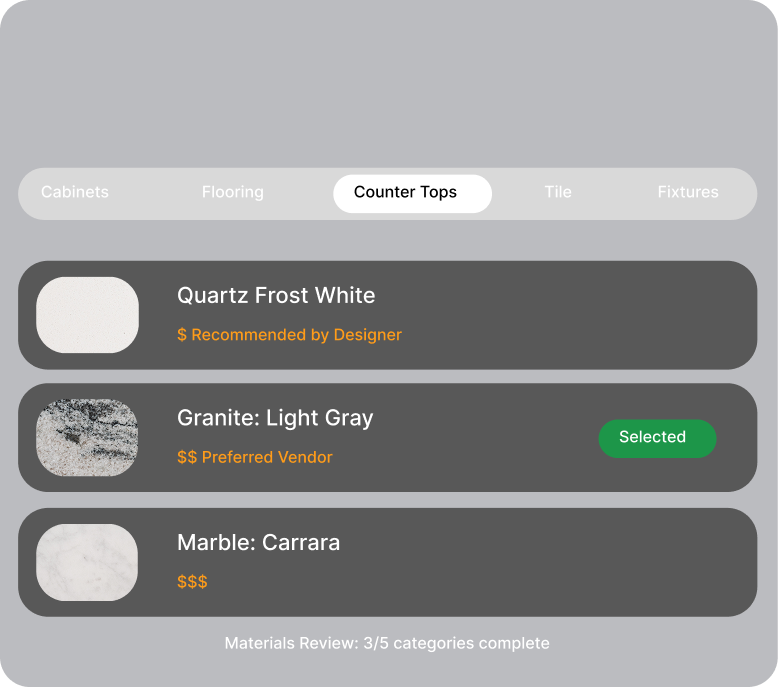 Cabinets Flooring Counter Tops Tile Fixtures
Quartz Frost White
$ Recommended by Designer
Granite: Light Gray
$$ Preferred Vendor
Selected
Marble: Carrara
$$$
Materials Review: 3/5 categories complete